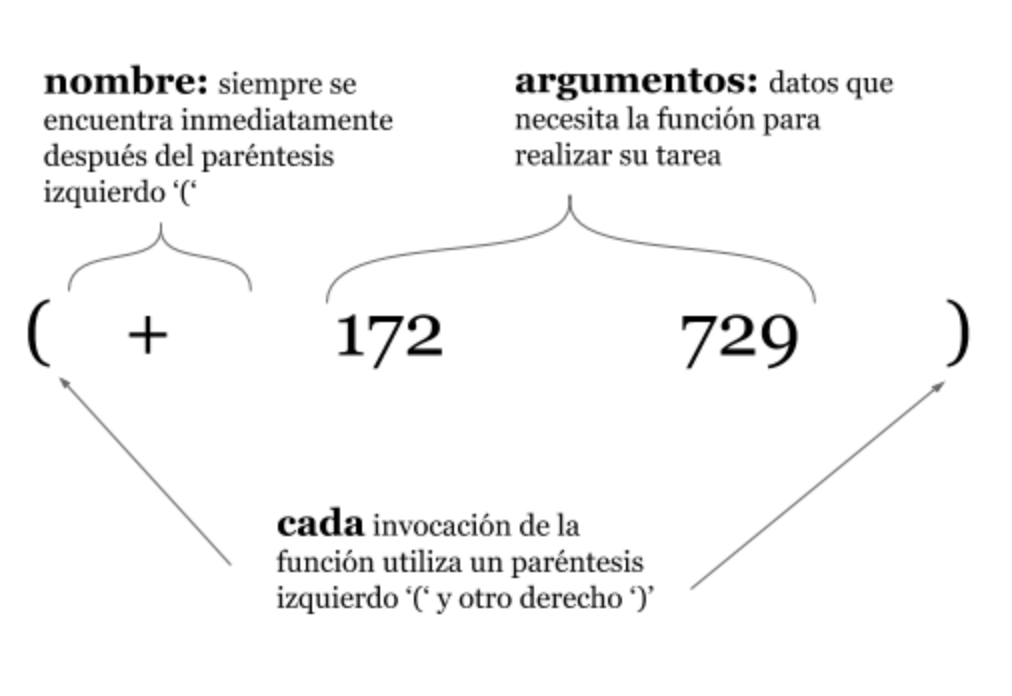 nombre: siempre se
encuentra inmediatamente
después del paréntesis
izquierdo ‘(‘
argumentos: datos que
necesita la función para
realizar su tarea
( + 172 729 )
cada invocación de la
función utiliza un paréntesis
izquierdo ‘(‘ y otro derecho ‘)’